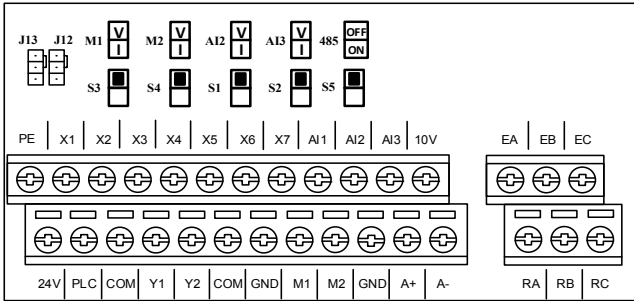 J13 J12 M1 V M2 V AI2 V AI3 V 485 OFF
I I I I ON
S3 S4 S1 S2 S5
PE X1 X2 X3 X4 X5 X6 X7 AI1 AI2 AI3 10V EA EB EC
24V PLC COM Y1 Y2 COM GND M1 M2 GND A+ A- RA RB RC